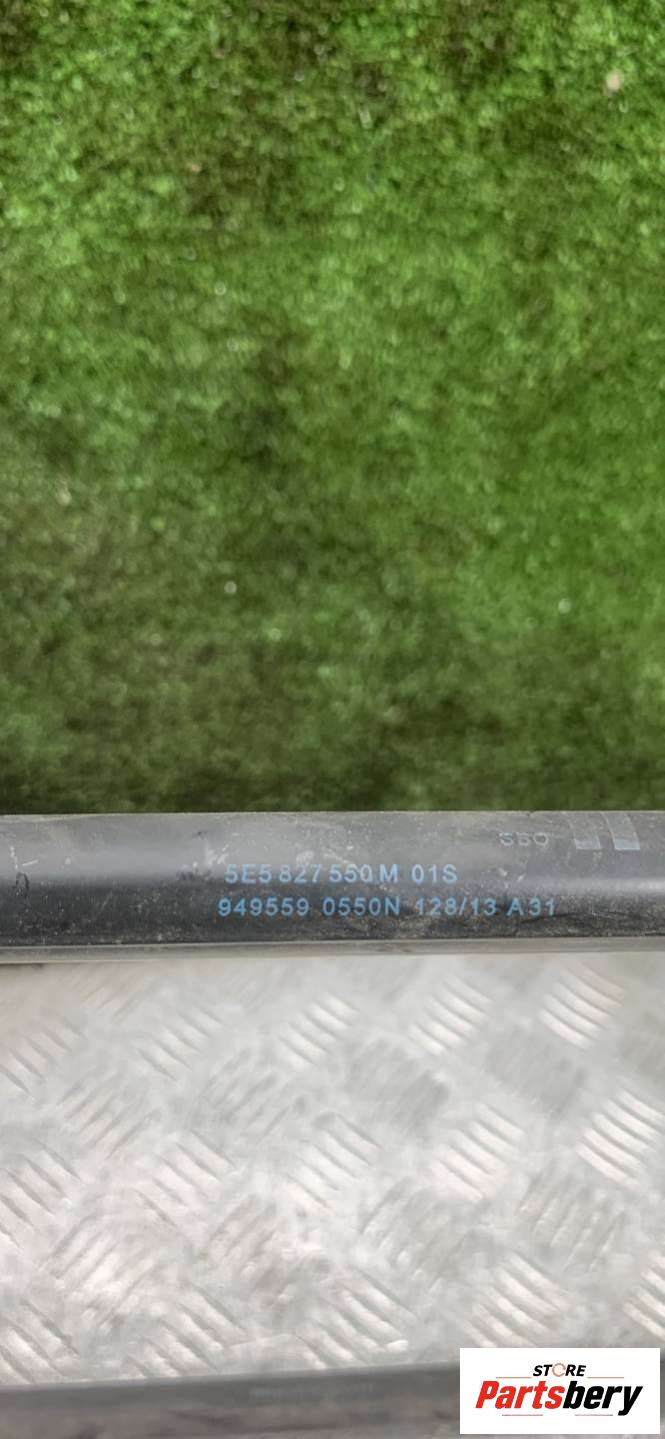 5E5 827 550 M 01S
949559 0550N 128/13 A31
STORE
Partsbery